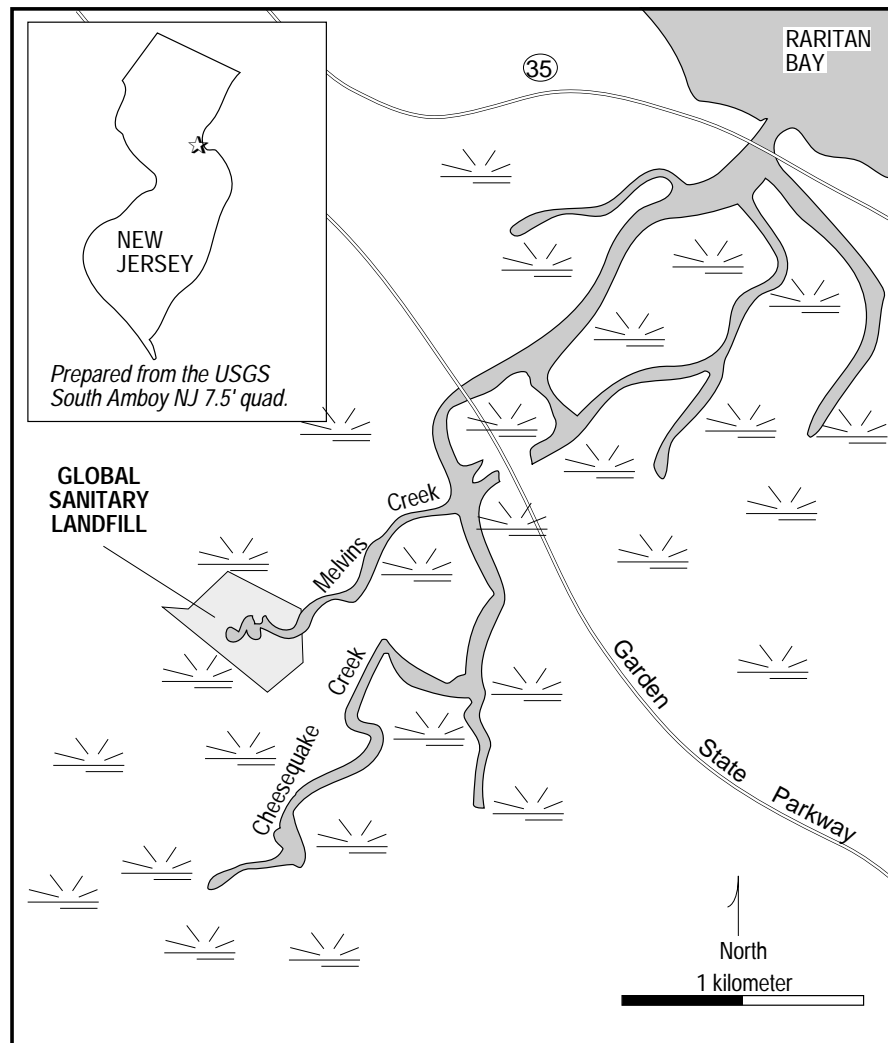 RARITAN
BAY
35
NEW
JERSEY
Prepared from the USGS
South Amboy NJ 7.5' quad.
GLOBAL
SANITARY
LANDFILL
Melvins Creek
Cheesequake Creek
Garden State Parkway
North
1 kilometer